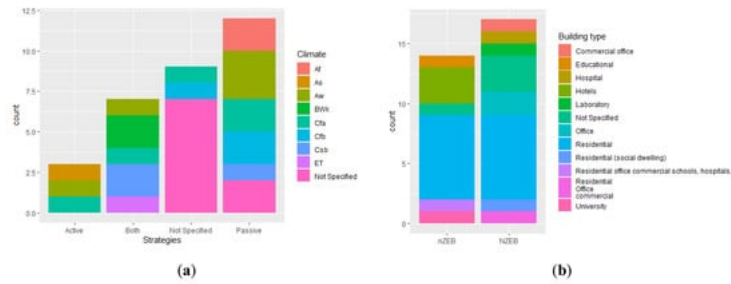 12.5
10.0
7.5
5.0
2.5
0.0
count
Active
Both
Not Specified
Passive
Strategies
Climate
Af
As
Aw
BWk
Cfa
Cfb
Csb
ET
Not Specified
(a)
15
10
5
0
count
nZEB
NZEB
Building type
Commercial office
Educational
Hospital
Hotels
Laboratory
Not Specified
Office
Residential
Residential (social dwelling)
Residential office commercial schools, hospitals,
Residential
Office
commercial
University
(b)